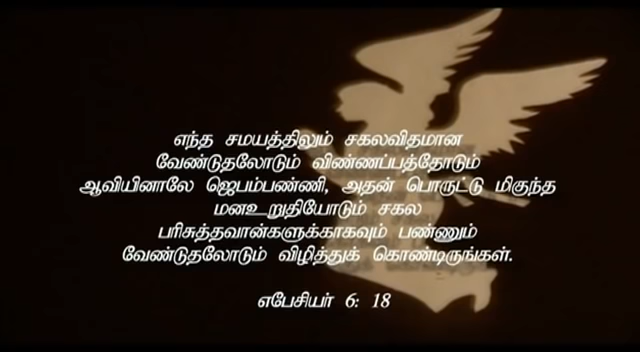 எந்த சமயத்திலும் சகலவிதமான
வேண்டுதலோடும் விண்ணப்பத்தோடும்
ஆவியினாலே ஜெபம்பண்ணி, அதன் பொருட்டு மிகுந்த
மனஉறுதியோடும் சகல
பரிசுத்தவான்களுக்காகவும் பண்ணும்
வேண்டுதலோடும் விழித்துக் கொண்டிருங்கள்.
எபேசியர் 6: 18